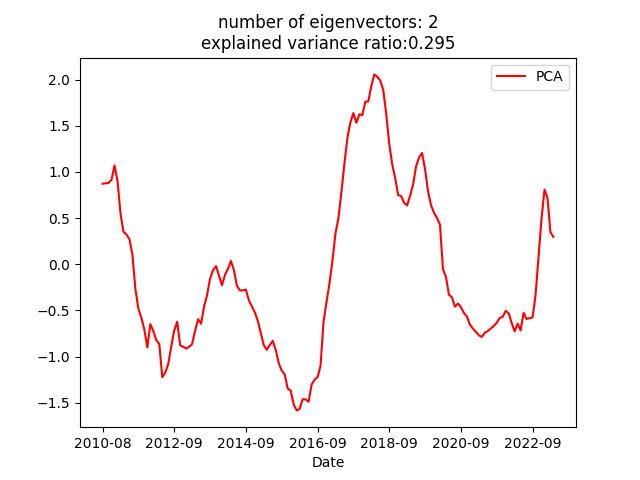 number of eigenvectors: 2
explained variance ratio:0.295
PCA
2.0
1.5
1.0
0.5
0.0
−0.5
−1.0
−1.5
2010-08 2012-09 2014-09 2016-09 2018-09 2020-09 2022-09
Date